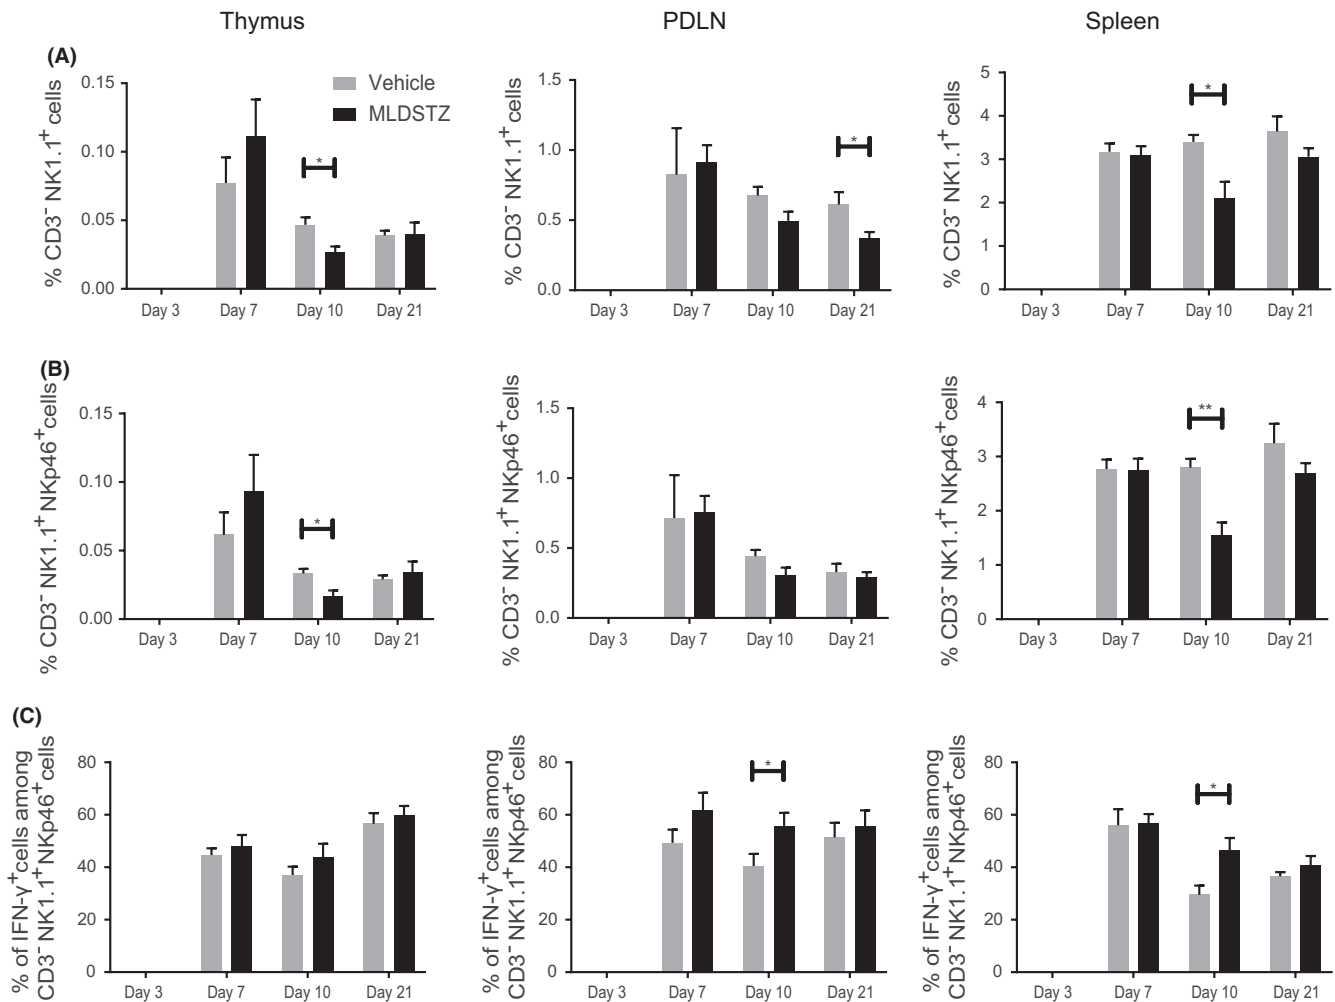 Thymus PDLN Spleen
(A)
% CD3⁻ NK1.1⁺ cells
0.15
0.10
0.05
0.00
Vehicle
MLDSTZ
*
Day 3 Day 7 Day 10 Day 21
% CD3⁻ NK1.1⁺ cells
1.5
1.0
0.5
0.0
*
Day 3 Day 7 Day 10 Day 21
% CD3⁻ NK1.1⁺ cells
5
4
3
2
1
0
*
Day 3 Day 7 Day 10 Day 21
(B)
% CD3⁻ NK1.1⁺ NKp46⁺ cells
0.15
0.10
0.05
0.00
*
Day 3 Day 7 Day 10 Day 21
% CD3⁻ NK1.1⁺ NKp46⁺ cells
1.5
1.0
0.5
0.0
Day 3 Day 7 Day 10 Day 21
% CD3⁻ NK1.1⁺ NKp46⁺ cells
4
3
2
1
0
**
Day 3 Day 7 Day 10 Day 21
(C)
% of IFN-γ⁺cells among
CD3⁻ NK1.1⁺ NKp46⁺ cells
80
60
40
20
0
Day 3 Day 7 Day 10 Day 21
% of IFN-γ⁺cells among
CD3⁻ NK1.1⁺ NKp46⁺ cells
80
60
40
20
0
*
Day 3 Day 7 Day 10 Day 21
% of IFN-γ⁺cells among
CD3⁻ NK1.1⁺ NKp46⁺ cells
80
60
40
20
0
*
Day 3 Day 7 Day 10 Day 21